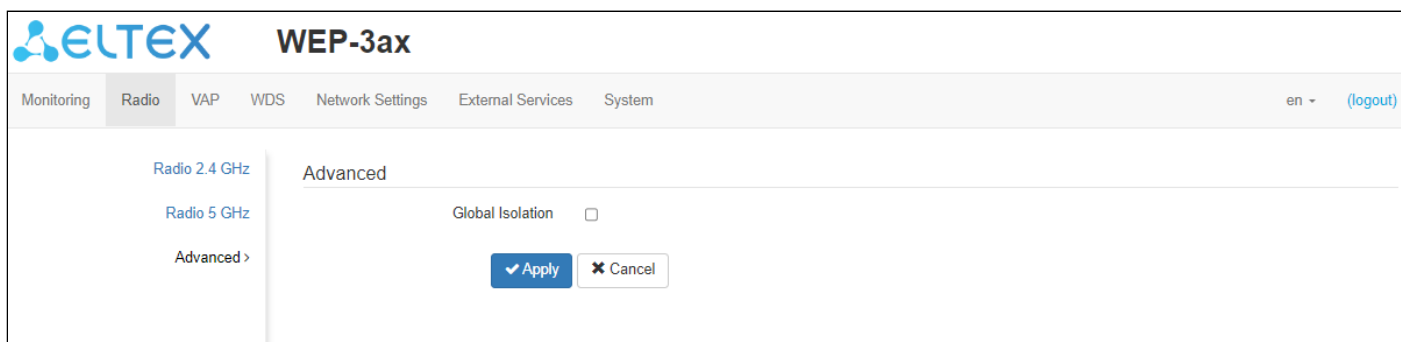 ELTEX WEP-3ax
Monitoring Radio VAP WDS Network Settings External Services System en (logout)
Radio 2.4 GHz
Radio 5 GHz
Advanced >
Advanced
Global Isolation
Apply Cancel